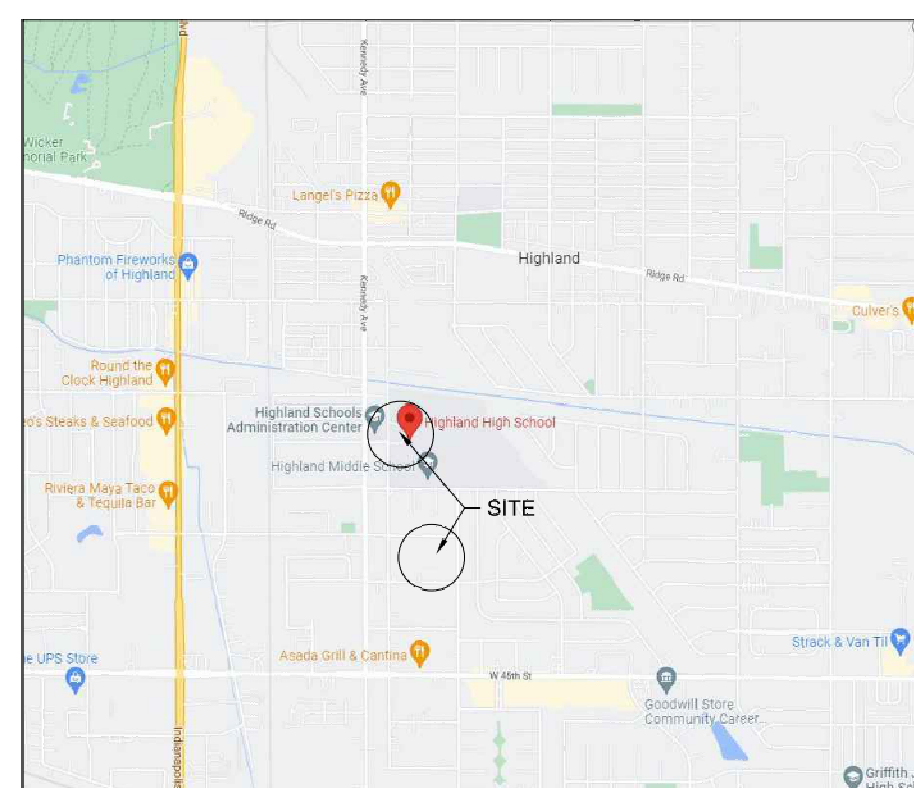 lvd
Kennedy Ave
Wicker
norial Park
Langel's Pizza
Ridge Rd
Phantom Fireworks
of Highland
Highland
Ridge Rd
Kennedy Ave
Culver's
Round the
Clock Highland
Highland Schools
Administration Center
eo's Steaks & Seafood
Highland High School
Highland Middle School
Riviera Maya Taco
& Tequila Bar
SITE
Strack & Van Til
Asada Grill & Cantina
e UPS Store
W 45th St
Goodwill Store
Community Career...
Indianapolis
Griffith
High Sc